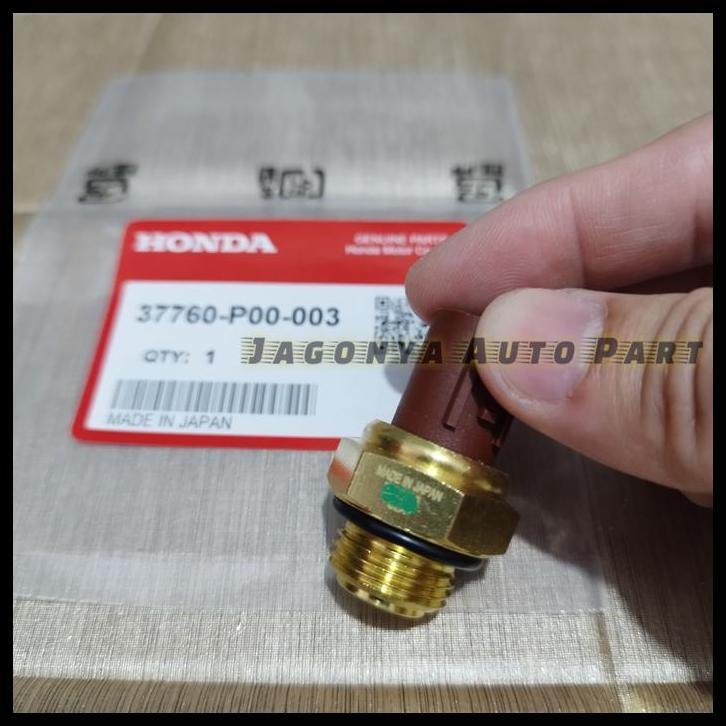 HONDA
GENUINE PARTS
Honda Motor Co
37760-P00-003
QTY: 1
JAGONYA AUTO PART
MADE IN JAPAN
MADE IN JAPAN